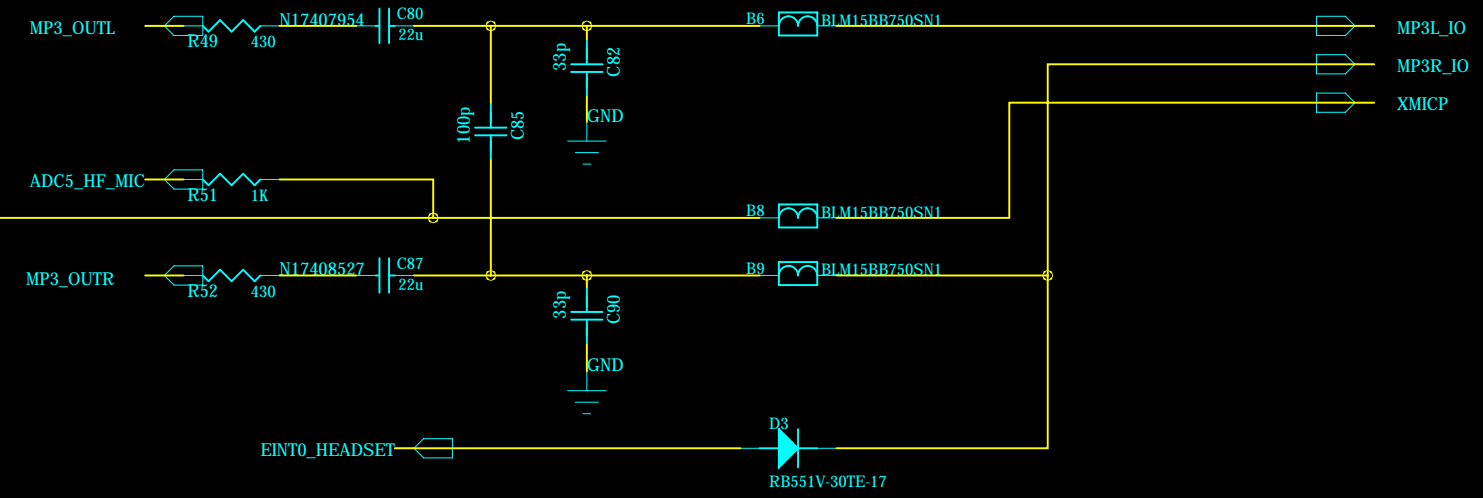 MP3_OUTL
R49
430
N17407954
C80
22u
B6
BLM15BB750SN1
MP3L_IO
33p
C82
GND
MP3R_IO
XMICP
100p
C85
ADC5_HF_MIC
R51
1K
B8
BLM15BB750SN1
MP3_OUTR
R52
430
N17408527
C87
22u
B9
BLM15BB750SN1
33p
C90
GND
EINT0_HEADSET
D3
RB551V-30TE-17